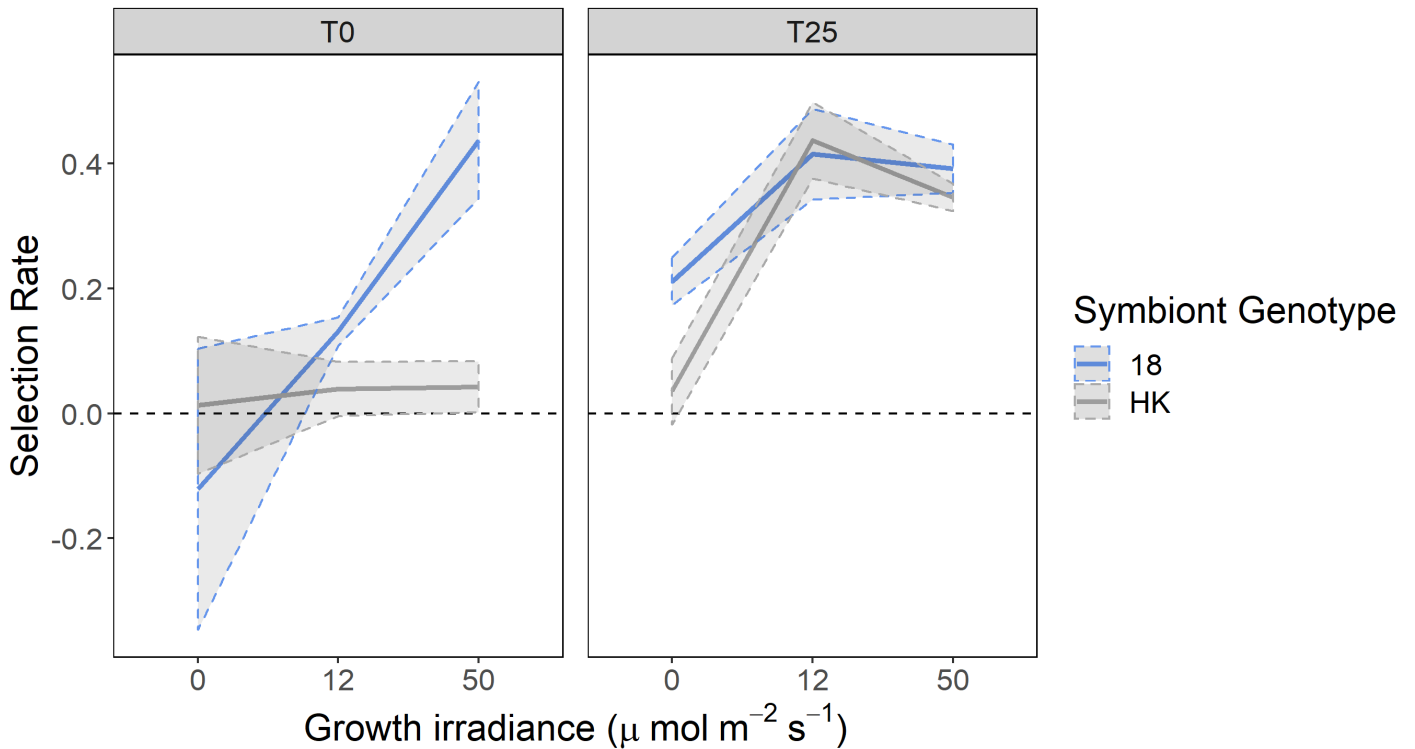 T0
T25
0.4
0.2
0.0
-0.2
Selection Rate
0
12
50
0
12
50
Growth irradiance (μ mol m⁻² s⁻¹)
Symbiont Genotype
18
HK